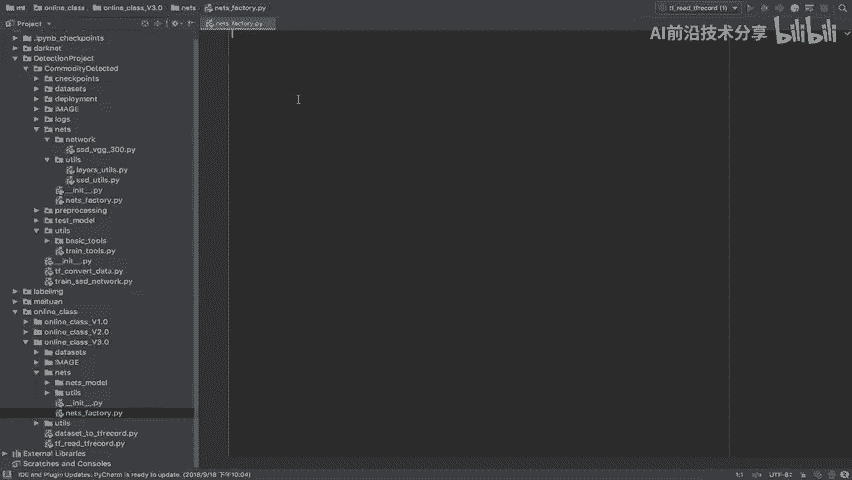 ml online_class online_class_V3.0 nets nets_factory.py tf_read_tfrecord (1)
Project nets_factory.py
AI前沿技术分享 bilibili
.ipynb_checkpoints
darknet
DetectionProject
CommodityDetected
checkpoints
datasets
deployment
IMAGE
logs
nets
network
ssd_vgg_300.py
utils
layers_utils.py
ssd_utils.py
__init__.py
nets_factory.py
preprocessing
test_model
utils
basic_tools
train_tools.py
__init__.py
tf_convert_data.py
train_ssd_network.py
labelImg
meituan
online_class
online_class_V1.0
online_class_V2.0
online_class_V3.0
datasets
IMAGE
nets
nets_model
utils
__init__.py
nets_factory.py
utils
dataset_to_tfrecord.py
tf_read_tfrecord.py
External Libraries
Scratches and Consoles
IDE and Plugin Updates: PyCharm is ready to update. (2018/9/18 下午10:04) 1:1 UTF-8